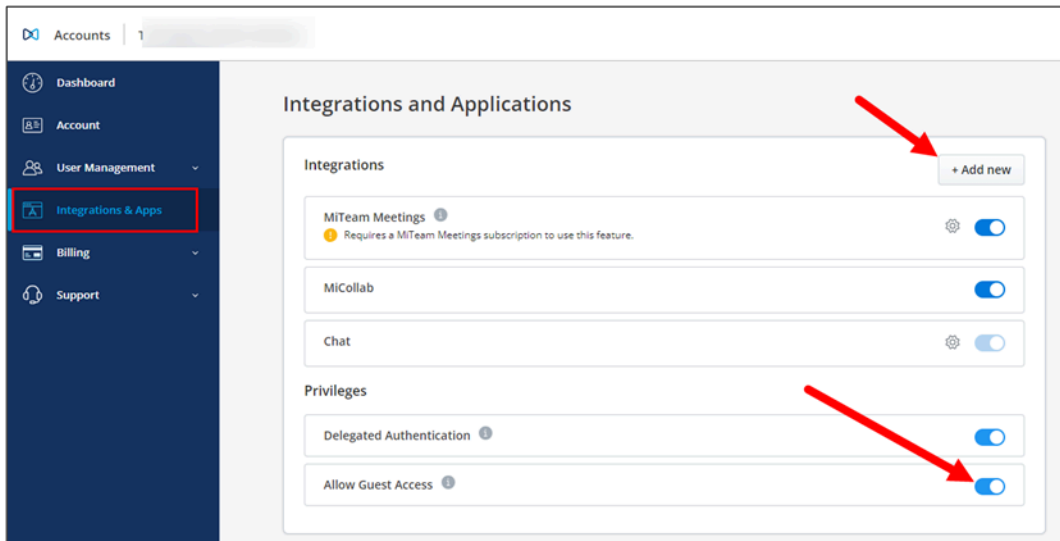 Accounts
Dashboard
Account
User Management
Integrations & Apps
Billing
Support
Integrations and Applications
Integrations
+ Add new
MiTeam Meetings
Requires a MiTeam Meetings subscription to use this feature.
MiCollab
Chat
Privileges
Delegated Authentication
Allow Guest Access